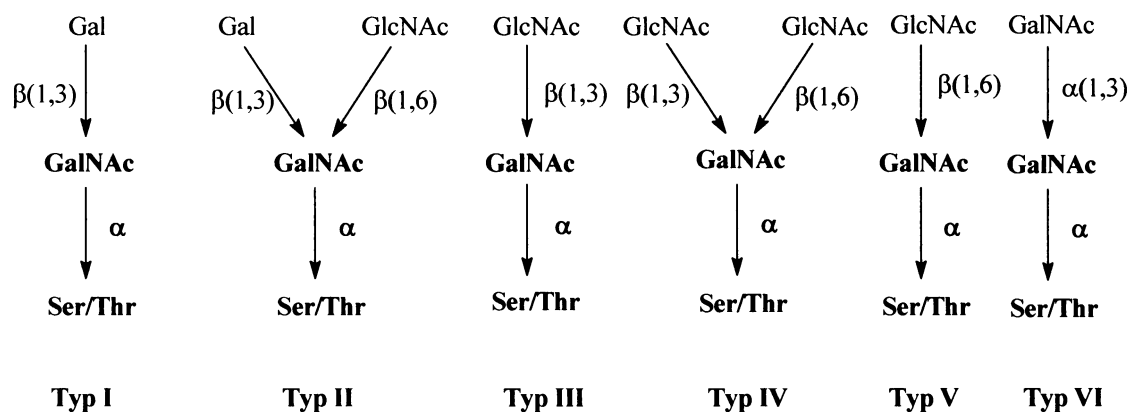 Gal Gal GlcNAc GlcNAc GlcNAc GlcNAc GlcNAc GalNAc
β(1,3) β(1,3) β(1,6) β(1,3) β(1,3) β(1,6) β(1,6) α(1,3)
GalNAc GalNAc GalNAc GalNAc GalNAc GalNAc
α α α α α α
Ser/Thr Ser/Thr Ser/Thr Ser/Thr Ser/Thr Ser/Thr
Typ I Typ II Typ III Typ IV Typ V Typ VI